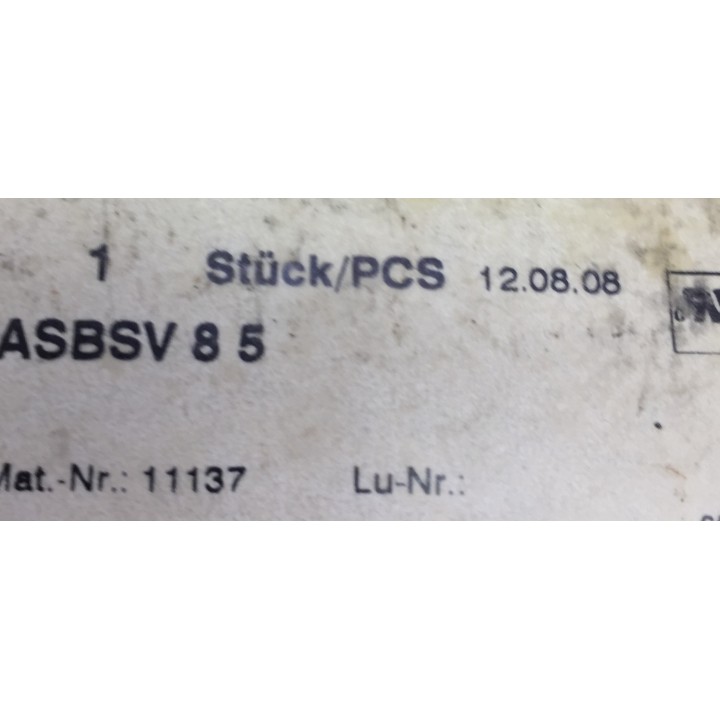 1 Stück/PCS 12.08.08
ASBSV 8 5
Mat.-Nr.: 11137 Lu-Nr.: